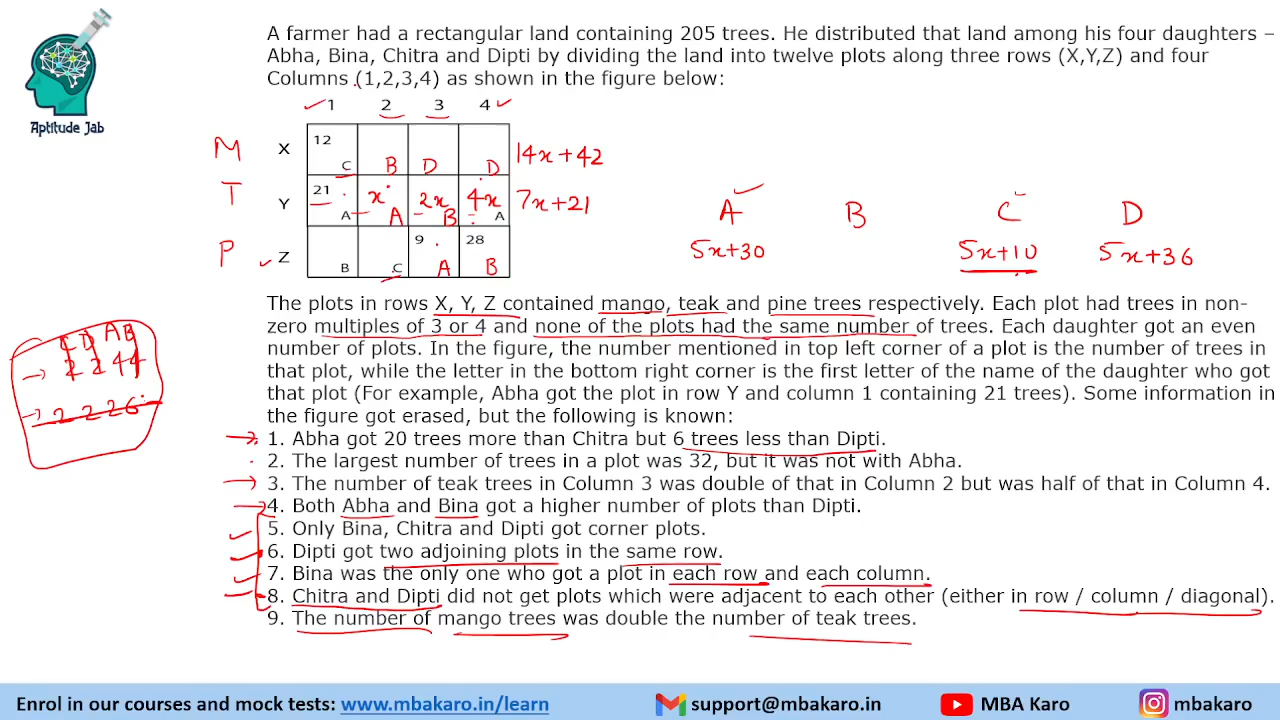 Aptitude Jab
A farmer had a rectangular land containing 205 trees. He distributed that land among his four daughters –
Abha, Bina, Chitra and Dipti by dividing the land into twelve plots along three rows (X,Y,Z) and four
Columns (1,2,3,4) as shown in the figure below:
1 2 3 4
M X 12 C B D D 14x+42
T Y 21 A x A 2x B 4x A 7x+21
P Z B C 9 A 28 B
A B C D
5x+30 5x+10 5x+36
The plots in rows X, Y, Z contained mango, teak and pine trees respectively. Each plot had trees in non-
zero multiples of 3 or 4 and none of the plots had the same number of trees. Each daughter got an even
number of plots. In the figure, the number mentioned in top left corner of a plot is the number of trees in
that plot, while the letter in the bottom right corner is the first letter of the name of the daughter who got
that plot (For example, Abha got the plot in row Y and column 1 containing 21 trees). Some information in
the figure got erased, but the following is known:
C D A B
2 2 4 4
2 2 2 6
1. Abha got 20 trees more than Chitra but 6 trees less than Dipti.
2. The largest number of trees in a plot was 32, but it was not with Abha.
3. The number of teak trees in Column 3 was double of that in Column 2 but was half of that in Column 4.
4. Both Abha and Bina got a higher number of plots than Dipti.
5. Only Bina, Chitra and Dipti got corner plots.
6. Dipti got two adjoining plots in the same row.
7. Bina was the only one who got a plot in each row and each column.
8. Chitra and Dipti did not get plots which were adjacent to each other (either in row / column / diagonal).
9. The number of mango trees was double the number of teak trees.
Enrol in our courses and mock tests: www.mbakaro.in/learn support@mbakaro.in MBA Karo mbakaro